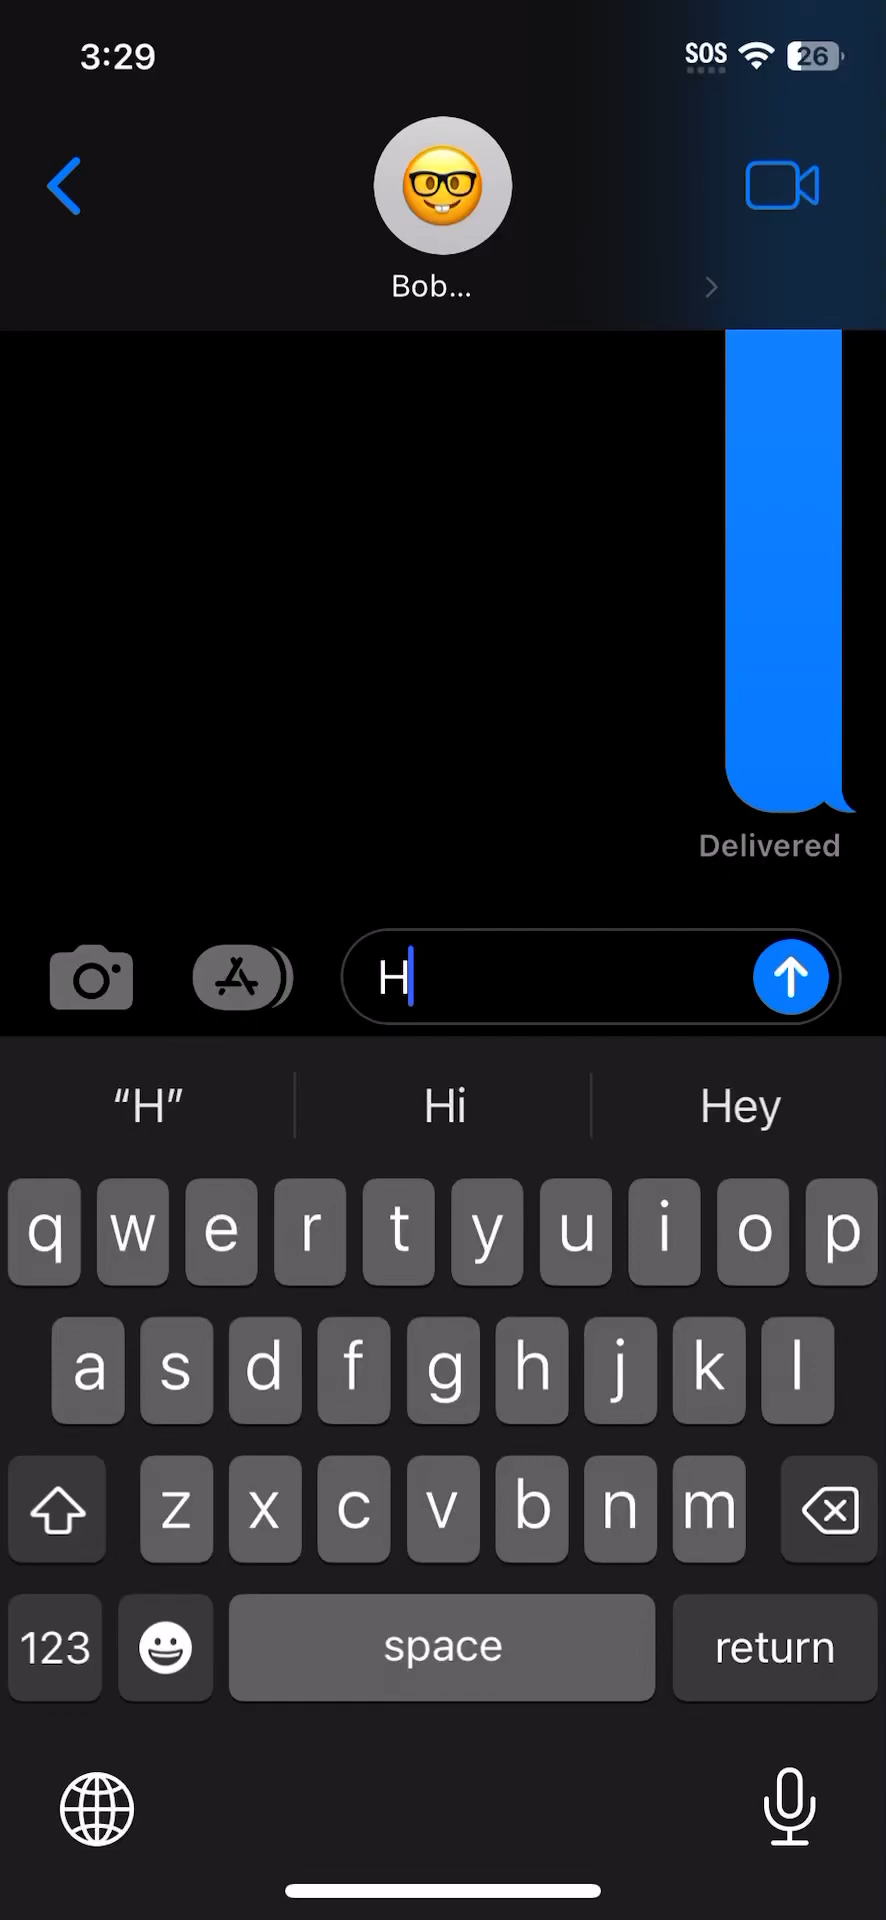 3:29 SOS 26
Bob...
Delivered
H
“H” Hi Hey
q w e r t y u i o p
a s d f g h j k l
z x c v b n m
123 space return